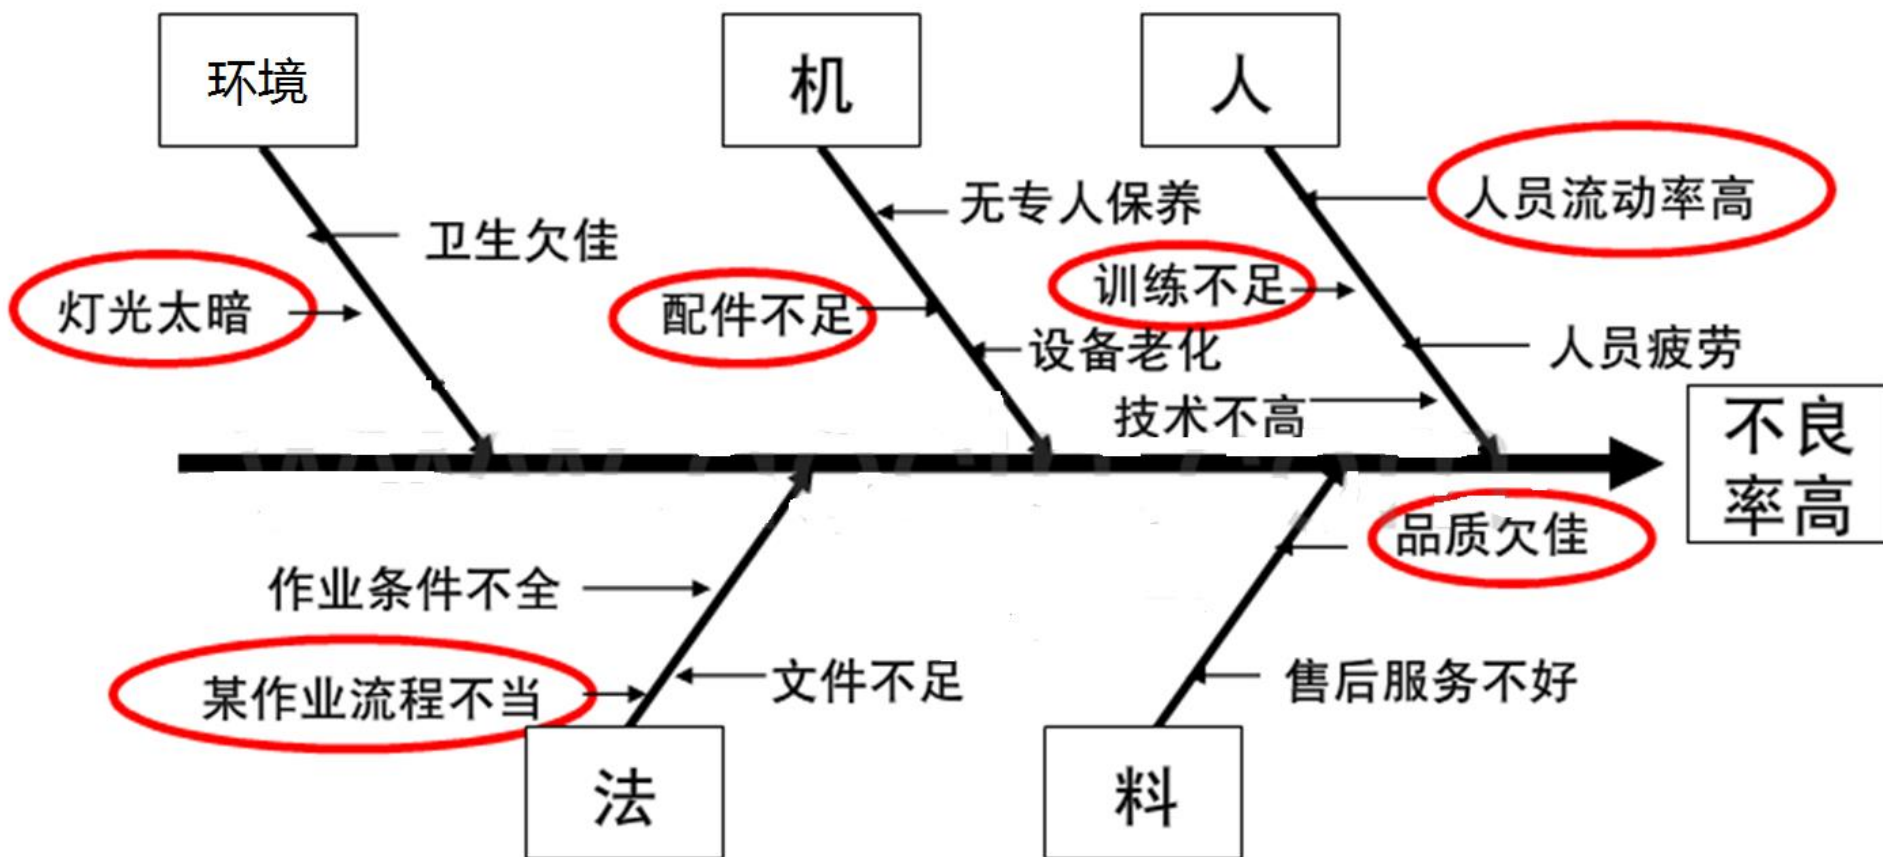 环境
机
人
人员流动率高
无专人保养
卫生欠佳
训练不足
灯光太暗
配件不足
设备老化
人员疲劳
技术不高
不良
率高
品质欠佳
作业条件不全
某作业流程不当
文件不足
售后服务不好
法
料